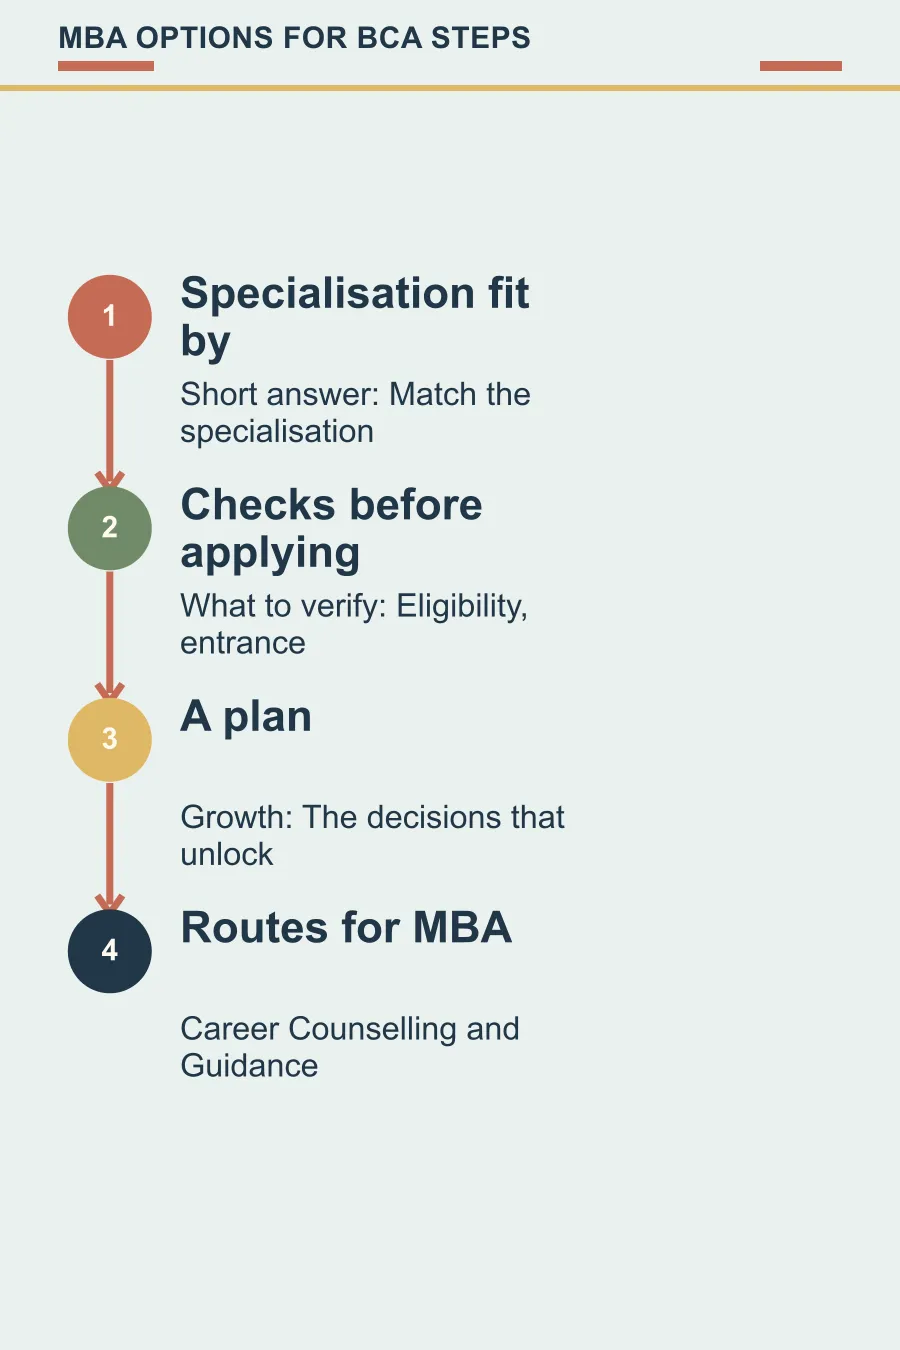 MBA OPTIONS FOR BCA STEPS
1
Specialisation fit
by
Short answer: Match the
specialisation
2
Checks before
applying
What to verify: Eligibility,
entrance
3
A plan
Growth: The decisions that
unlock
4
Routes for MBA
Career Counselling and
Guidance